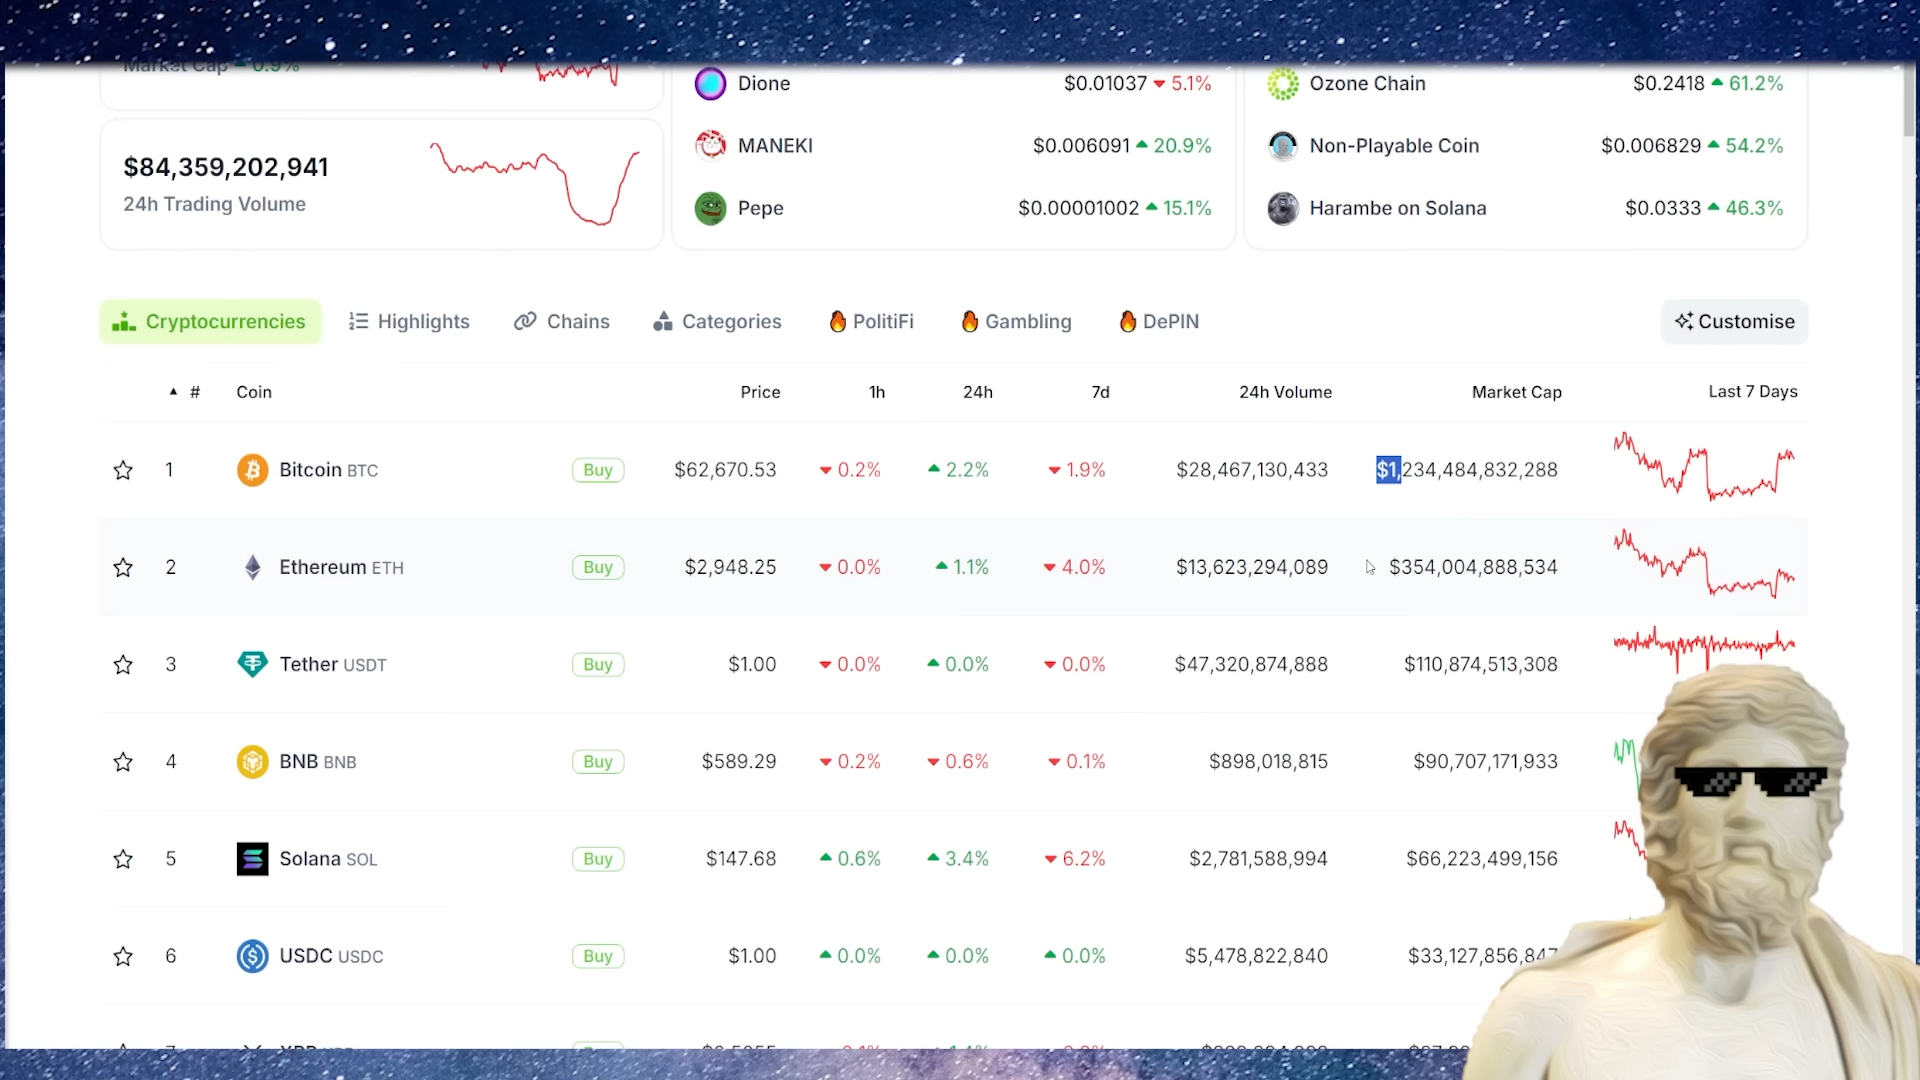 Market Cap 0.9%
$84,359,202,941
24h Trading Volume
Dione $0.01037 5.1%
MANEKI $0.006091 20.9%
Pepe $0.00001002 15.1%
Ozone Chain $0.2418 61.2%
Non-Playable Coin $0.006829 54.2%
Harambe on Solana $0.0333 46.3%
Cryptocurrencies Highlights Chains Categories PolitiFi Gambling DePIN Customise
# Coin Price 1h 24h 7d 24h Volume Market Cap Last 7 Days
1 Bitcoin BTC Buy $62,670.53 0.2% 2.2% 1.9% $28,467,130,433 $1,234,484,832,288
2 Ethereum ETH Buy $2,948.25 0.0% 1.1% 4.0% $13,623,294,089 $354,004,888,534
3 Tether USDT Buy $1.00 0.0% 0.0% 0.0% $47,320,874,888 $110,874,513,308
4 BNB BNB Buy $589.29 0.2% 0.6% 0.1% $898,018,815 $90,707,171,933
5 Solana SOL Buy $147.68 0.6% 3.4% 6.2% $2,781,588,994 $66,223,499,156
6 USDC USDC Buy $1.00 0.0% 0.0% 0.0% $5,478,822,840 $33,127,856,847